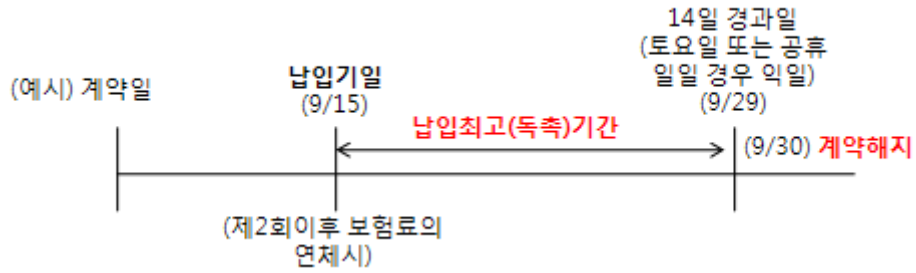 14일 경과일
(토요일 또는 공휴
일일 경우 익일)
(9/29)
(예시) 계약일
납입기일
(9/15)
납입최고(독촉)기간
(9/30) 계약해지
(제2회이후 보험료의
연체시)